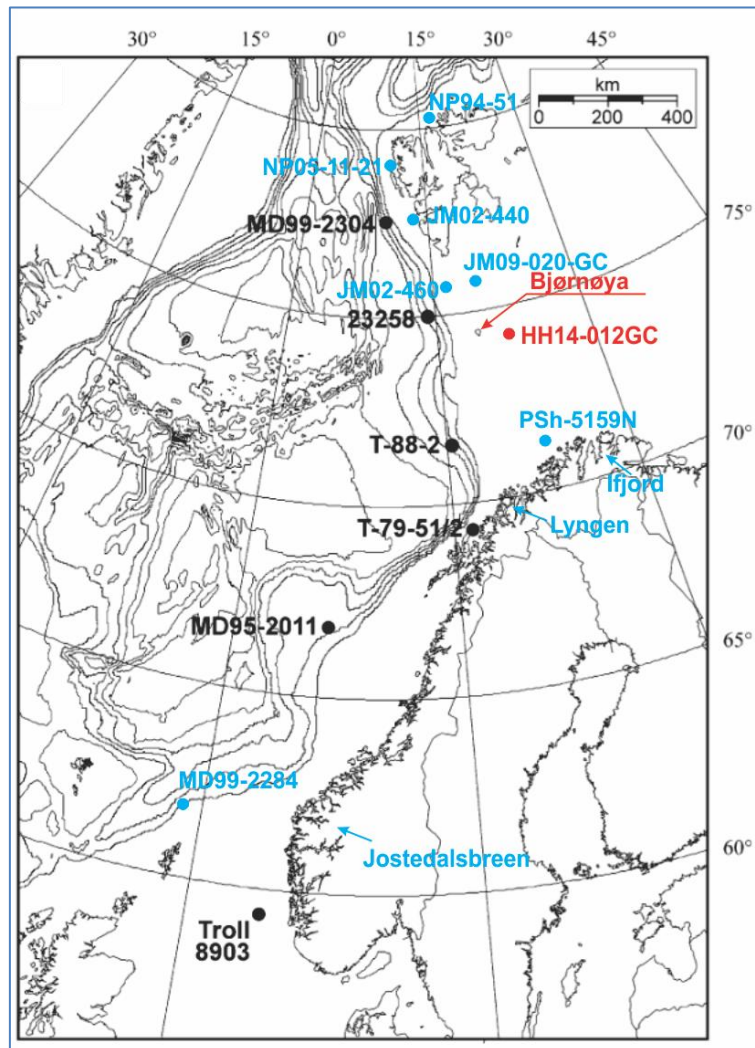 30° 15° 0° 15° 30° 45°
km
0 200 400
NP94-51
NP05-11-21
75°
JM02-440
MD99-2304
JM09-020-GC
Bjørnøya
JM02-460
23258
HH14-012GC
PSh-5159N
70°
T-88-2
Ifjord
Lyngen
T-79-51/2
MD95-2011
65°
MD99-2284
60°
Jostedalsbreen
Troll
8903